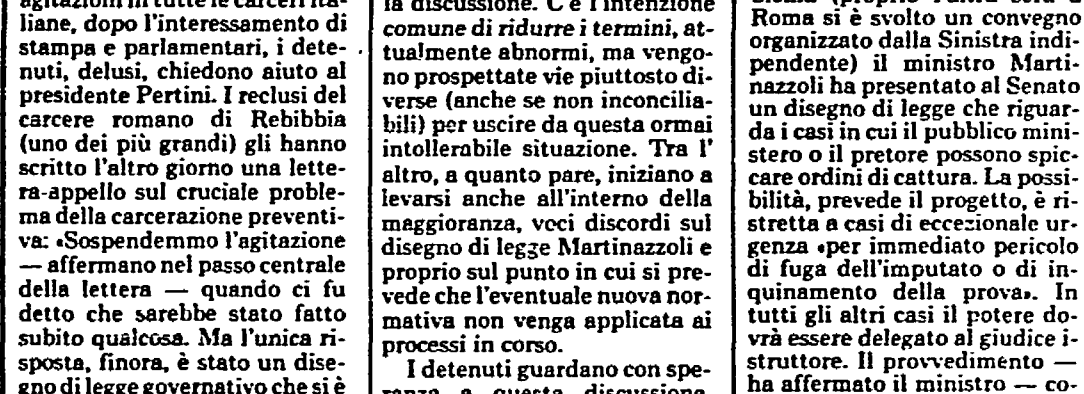 agitazioni in tutte le carceri ita-
liane, dopo l'interessamento di
stampa e parlamentari, i dete-
nuti, delusi, chiedono aiuto al
presidente Pertini. I reclusi del
carcere romano di Rebibbia
(uno dei più grandi) gli hanno
scritto l'altro giorno una lette-
ra-appello sul cruciale proble-
ma della carcerazione preventi-
va: «Sospendemmo l'agitazione
— affermano nel passo centrale
della lettera — quando ci fu
detto che sarebbe stato fatto
subito qualcosa. Ma l'unica ri-
sposta, finora, è stato un dise-
gno di legge governativo che si è
la discussione. C'è l'intenzione
comune di ridurre i termini, at-
tualmente abnormi, ma vengo-
no prospettate vie piuttosto di-
verse (anche se non inconcilia-
bili) per uscire da questa ormai
intollerabile situazione. Tra l'
altro, a quanto pare, iniziano a
levarsi anche all'interno della
maggioranza, voci discordi sul
disegno di legge Martinazzoli e
proprio sul punto in cui si pre-
vede che l'eventuale nuova nor-
mativa non venga applicata ai
processi in corso.
I detenuti guardano con spe-
ranza a questa discussione.
(proprio l'altro
Roma si è svolto un convegno
organizzato dalla Sinistra indi-
pendente) il ministro Marti-
nazzoli ha presentato al Senato
un disegno di legge che riguar-
da i casi in cui il pubblico mini-
stero o il pretore possono spic-
care ordini di cattura. La possi-
bilità, prevede il progetto, è ri-
stretta a casi di eccezionale ur-
genza «per immediato pericolo
di fuga dell'imputato o di in-
quinamento della prova». In
tutti gli altri casi il potere do-
vrà essere delegato al giudice i-
struttore. Il provvedimento —
ha affermato il ministro — co-